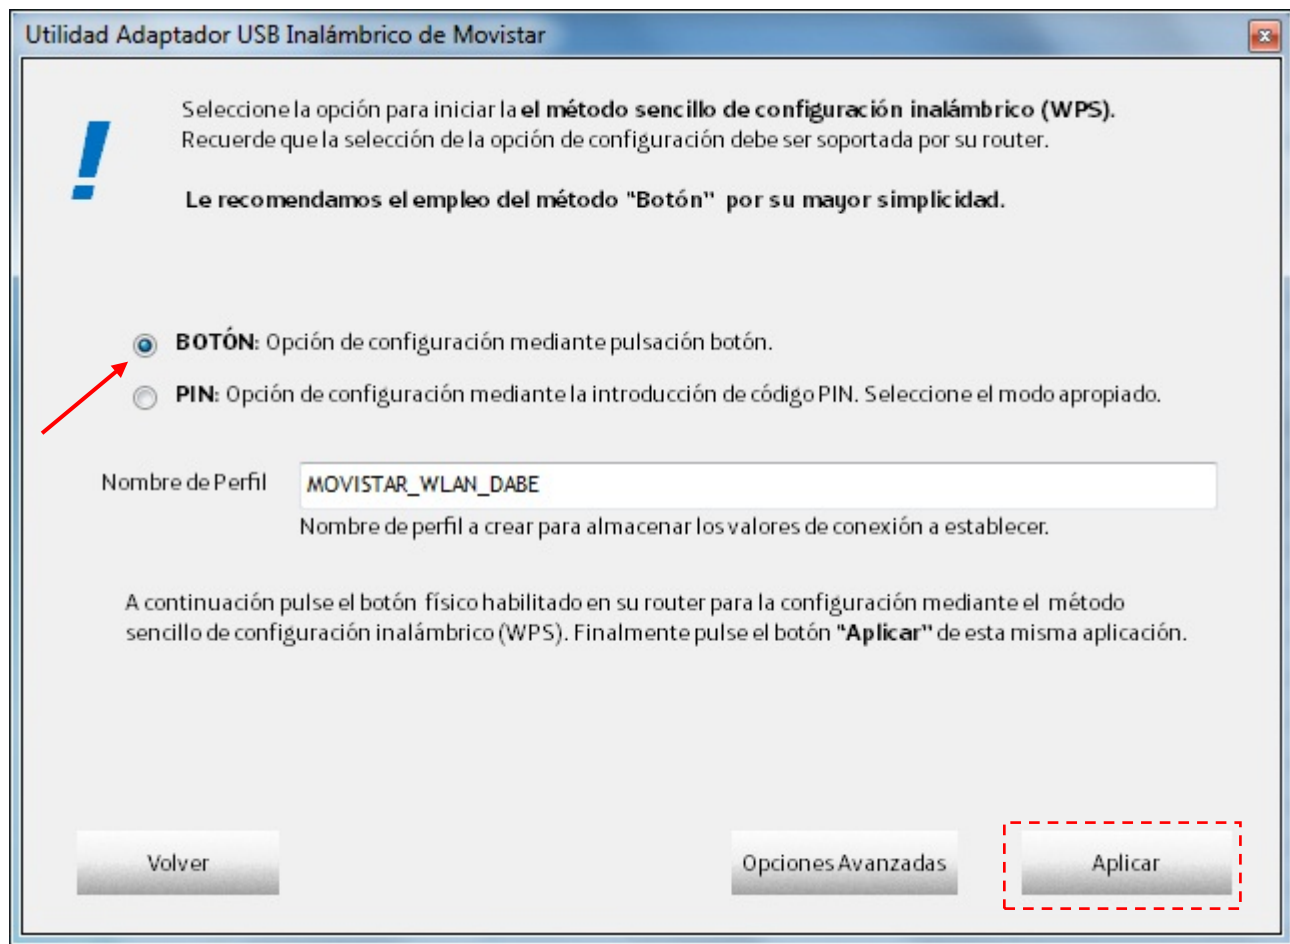 Utilidad Adaptador USB Inalámbrico de Movistar
Seleccione la opción para iniciar la el método sencillo de configuración inalámbrico (WPS).
Recuerde que la selección de la opción de configuración debe ser soportada por su router.
Le recomendamos el empleo del método "Botón" por su mayor simplicidad.
BOTÓN: Opción de configuración mediante pulsación botón.
PIN: Opción de configuración mediante la introducción de código PIN. Seleccione el modo apropiado.
Nombre de Perfil MOVISTAR_WLAN_DABE
Nombre de perfil a crear para almacenar los valores de conexión a establecer.
A continuación pulse el botón físico habilitado en su router para la configuración mediante el método
sencillo de configuración inalámbrico (WPS). Finalmente pulse el botón "Aplicar" de esta misma aplicación.
Volver Opciones Avanzadas Aplicar